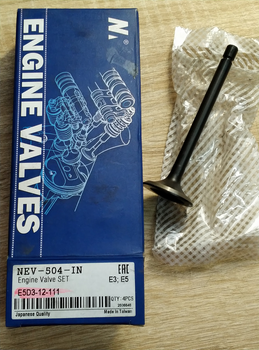 ENGINE VALVES
NEV-504-IN
EAC
Engine Valve SET
E3; E5
E5D3-12-111
QTY :4PCS
Japanese Quality
Made in Taiwan